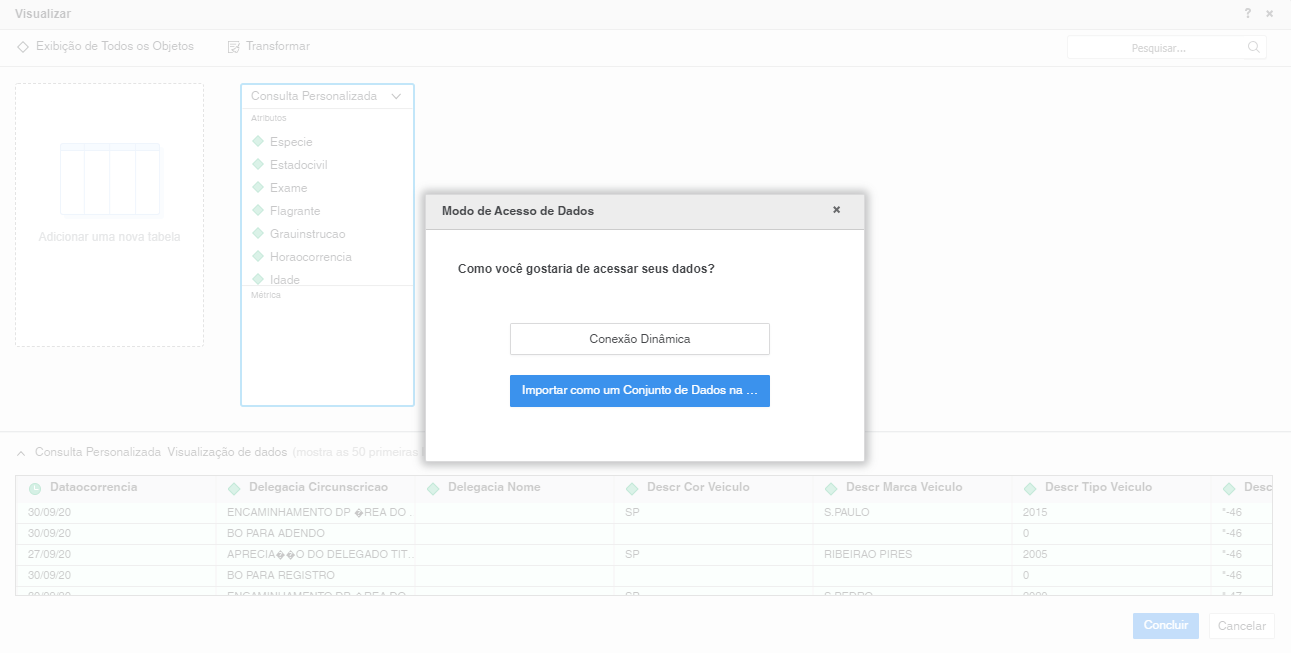 Visualizar
?
Exibição de Todos os Objetos
Transformar
Pesquisar...
Consulta Personalizada
Atributos
Especie
Estadocivil
Exame
Flagrante
Grauinstrucao
Horaocorrencia
Idade
Métrica
Adicionar uma nova tabela
Modo de Acesso de Dados
Como você gostaria de acessar seus dados?
Conexão Dinâmica
Importar como um Conjunto de Dados na ...
Consulta Personalizada Visualização de dados (mostra as 50 primeiras
Dataocorrencia Delegacia Circunscricao Delegacia Nome Descr Cor Veiculo Descr Marca Veiculo Descr Tipo Veiculo Desc
30/09/20 ENCAMINHAMENTO DP �REA DO . SP S.PAULO 2015 *-46
30/09/20 BO PARA ADENDO 0 *-46
27/09/20 APRECIA��O DO DELEGADO TIT... SP RIBEIRAO PIRES 2005 *-46
30/09/20 BO PARA REGISTRO 0 *-46
ENCAMINHAMENTO DP �REA DO SP S.PEDRO
Concluir
Cancelar